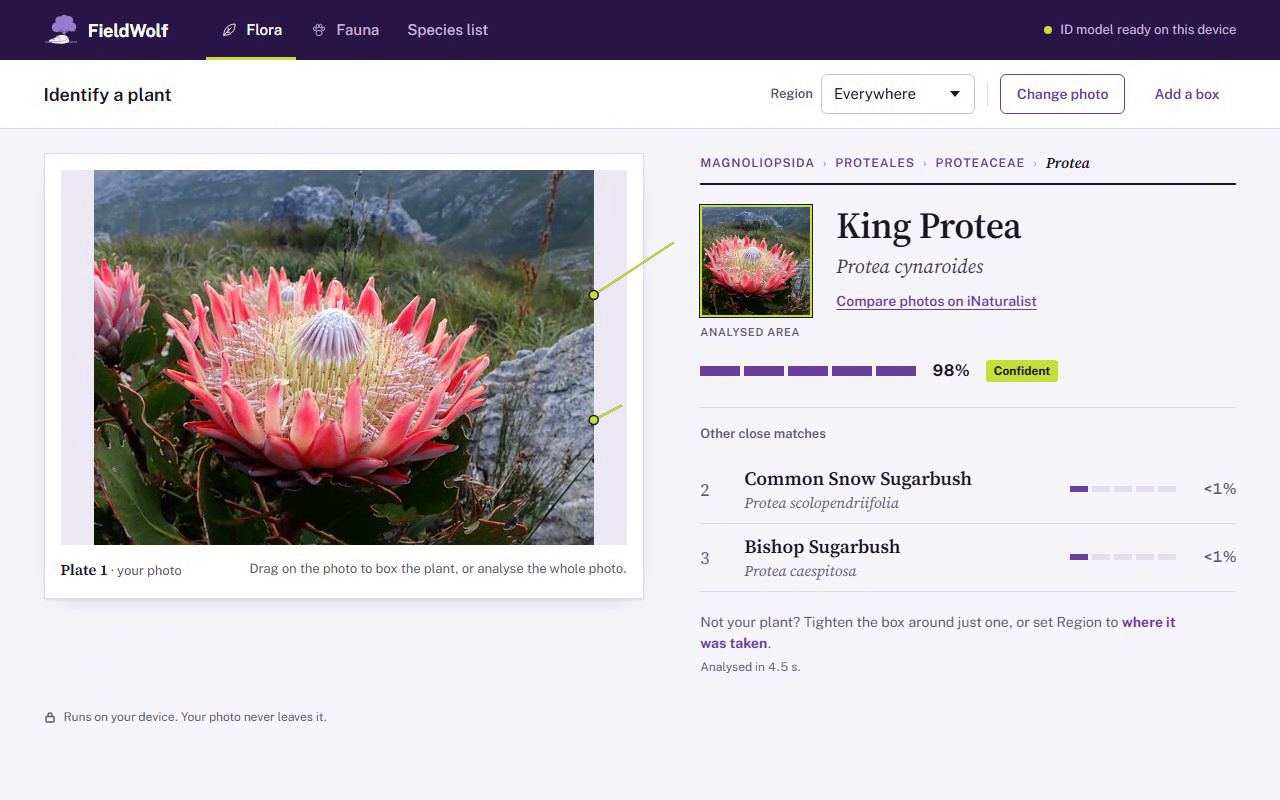 FieldWolf
Flora
Fauna
Species list
ID model ready on this device
Identify a plant
Region
Everywhere
Change photo
Add a box
MAGNOLIOPSIDA › PROTEALES › PROTEACEAE › Protea
King Protea
Protea cynaroides
Compare photos on iNaturalist
ANALYSED AREA
98%
Confident
Other close matches
2
Common Snow Sugarbush
Protea scolopendriifolia
<1%
3
Bishop Sugarbush
Protea caespitosa
<1%
Not your plant? Tighten the box around just one, or set Region to where it
was taken.
Analysed in 4.5 s.
Plate 1 · your photo
Drag on the photo to box the plant, or analyse the whole photo.
Runs on your device. Your photo never leaves it.